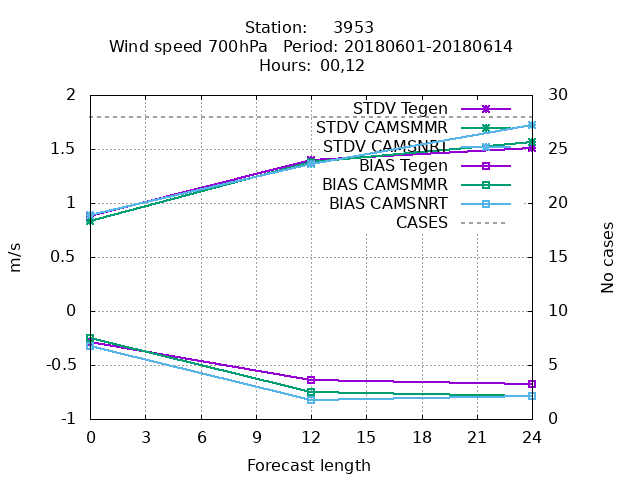 Station:     3953
Wind speed 700hPa   Period: 20180601-20180614
Hours:  00,12
2
1.5
1
0.5
0
-0.5
-1
30
25
20
15
10
5
0
STDV Tegen
STDV CAMSMMR
STDV CAMSNRT
BIAS Tegen
BIAS CAMSMMR
BIAS CAMSNRT
CASES
m/s
No cases
0 3 6 9 12 15 18 21 24
Forecast length